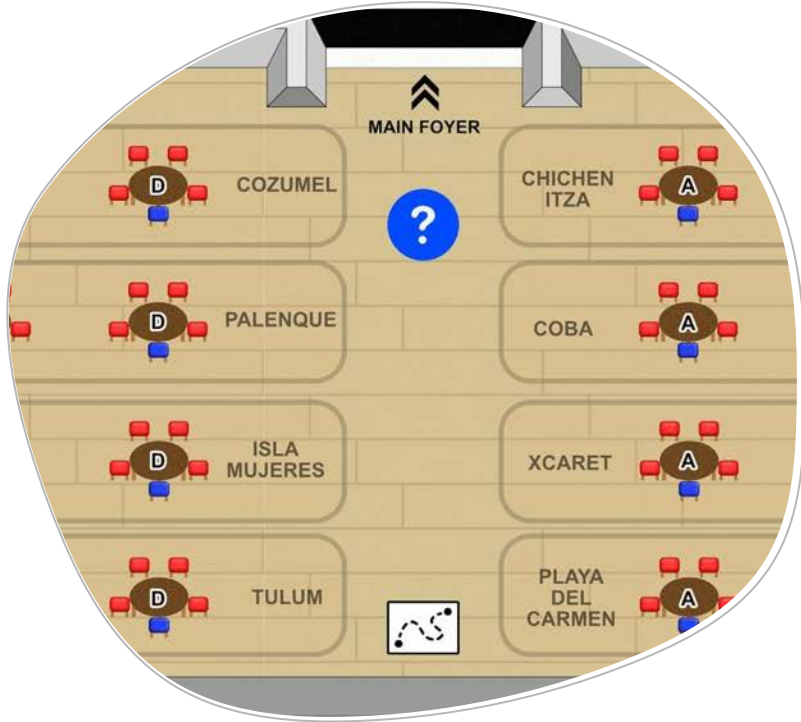 MAIN FOYER
D
COZUMEL
?
CHICHEN
ITZA
A
D
PALENQUE
COBA
A
D
ISLA
MUJERES
XCARET
A
D
TULUM
PLAYA
DEL
CARMEN
A